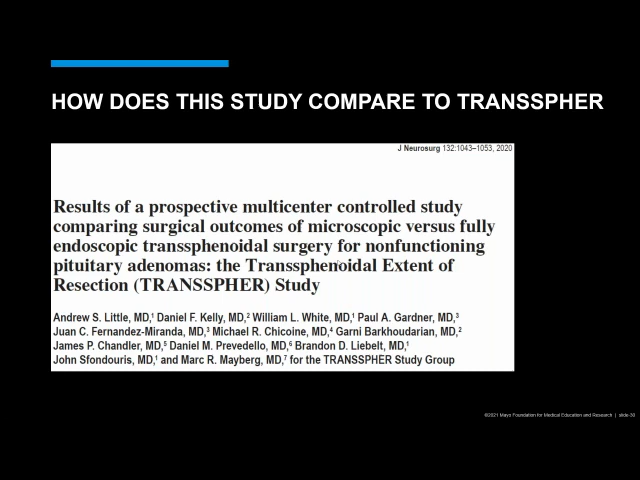 HOW DOES THIS STUDY COMPARE TO TRANSSPHER
J Neurosurg 132:1043–1053, 2020
Results of a prospective multicenter controlled study
comparing surgical outcomes of microscopic versus fully
endoscopic transsphenoidal surgery for nonfunctioning
pituitary adenomas: the Transsphenoidal Extent of
Resection (TRANSSPHER) Study
Andrew S. Little, MD,¹ Daniel F. Kelly, MD,² William L. White, MD,¹ Paul A. Gardner, MD,³
Juan C. Fernandez-Miranda, MD,³ Michael R. Chicoine, MD,⁴ Garni Barkhoudarian, MD,²
James P. Chandler, MD,⁵ Daniel M. Prevedello, MD,⁶ Brandon D. Liebelt, MD,¹
John Sfondouris, MD,¹ and Marc R. Mayberg, MD,⁷ for the TRANSSPHER Study Group
©2021 Mayo Foundation for Medical Education and Research | slide-30